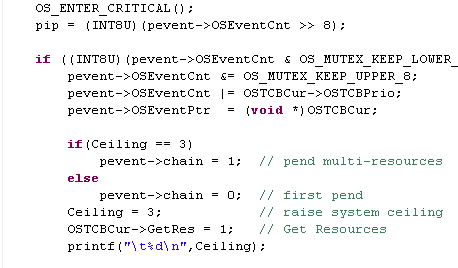 OS_ENTER_CRITICAL();
pip = (INT8U)(pevent->OSEventCnt >> 8);
if ((INT8U)(pevent->OSEventCnt & OS_MUTEX_KEEP_LOWER_
pevent->OSEventCnt &= OS_MUTEX_KEEP_UPPER_8;
pevent->OSEventCnt |= OSTCBCur->OSTCBPrio;
pevent->OSEventPtr = (void *)OSTCBCur;
if(Ceiling == 3)
pevent->chain = 1; // pend multi-resources
else
pevent->chain = 0; // first pend
Ceiling = 3; // raise system ceiling
OSTCBCur->GetRes = 1; // Get Resources
printf("\t%d\n",Ceiling);